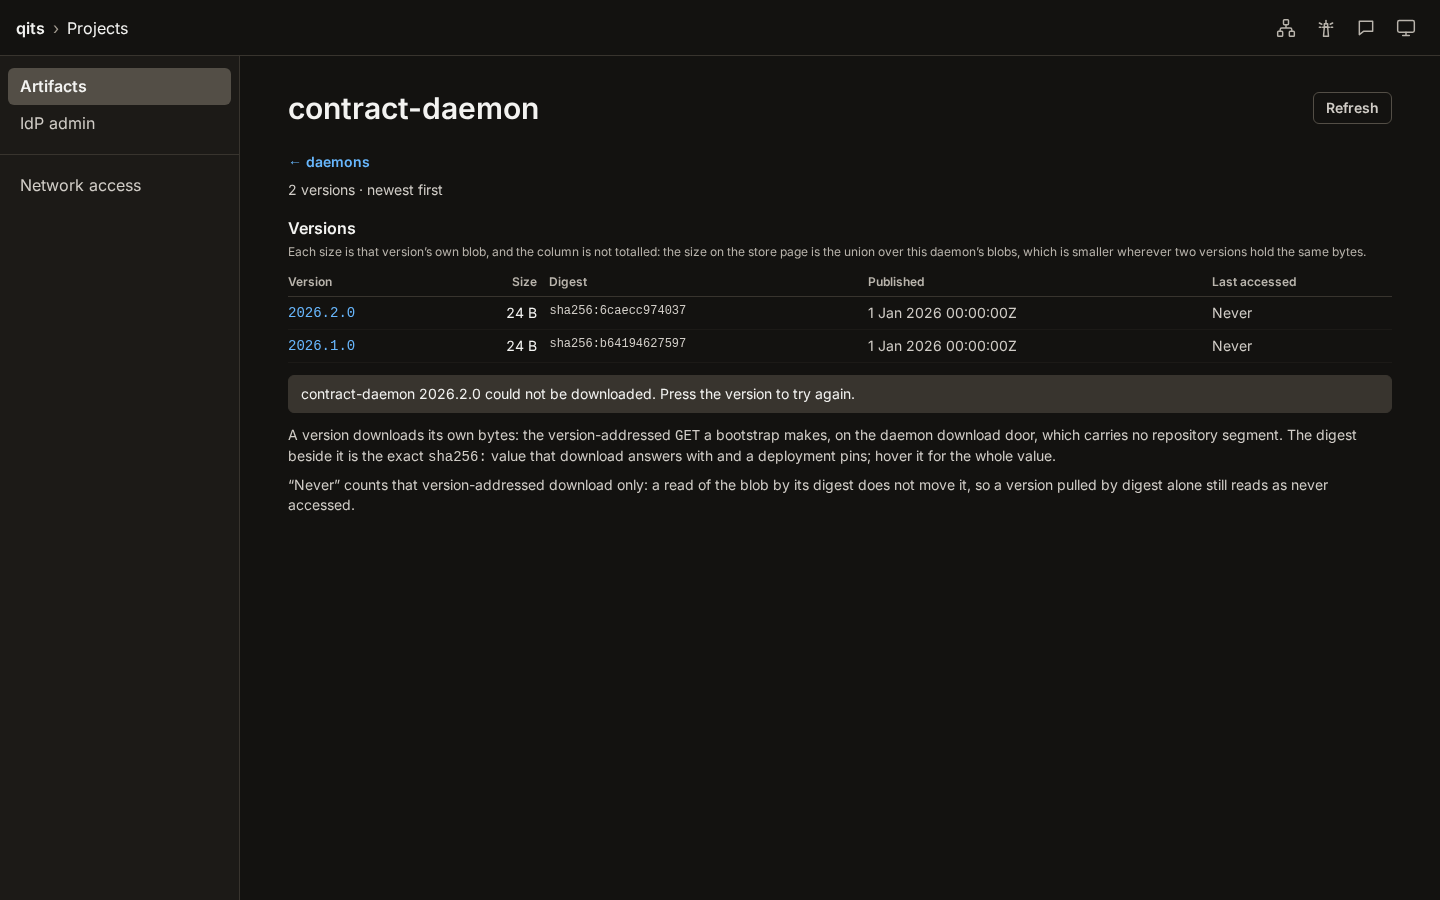 qits › Projects
Artifacts
IdP admin
Network access
contract-daemon
Refresh
← daemons
2 versions · newest first
Versions
Each size is that version’s own blob, and the column is not totalled: the size on the store page is the union over this daemon’s blobs, which is smaller wherever two versions hold the same bytes.
Version Size Digest Published Last accessed
2026.2.0 24 B sha256:6caecc974037 1 Jan 2026 00:00:00Z Never
2026.1.0 24 B sha256:b64194627597 1 Jan 2026 00:00:00Z Never
contract-daemon 2026.2.0 could not be downloaded. Press the version to try again.
A version downloads its own bytes: the version-addressed GET a bootstrap makes, on the daemon download door, which carries no repository segment. The digest
beside it is the exact sha256: value that download answers with and a deployment pins; hover it for the whole value.
“Never” counts that version-addressed download only: a read of the blob by its digest does not move it, so a version pulled by digest alone still reads as never
accessed.